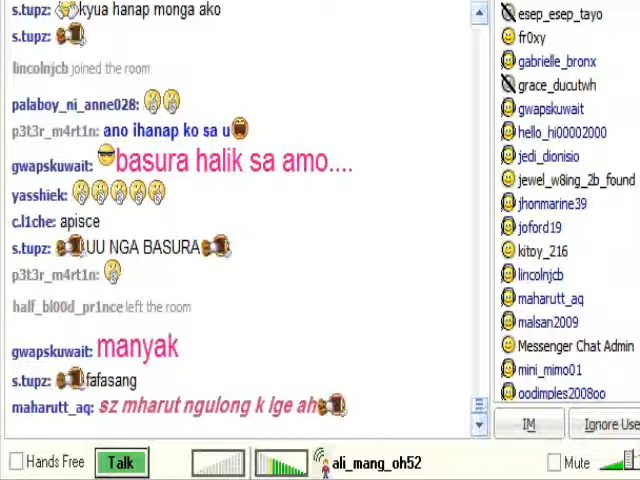 s.tupz: kyua hanap monga ako
s.tupz:
lincolnjcb joined the room
palaboy_ni_anne028:
p3t3r_m4rt1n: ano ihanap ko sa u
gwapskuwait: basura halik sa amo....
yasshiek:
c.l1che: apisce
s.tupz: UU NGA BASURA
p3t3r_m4rt1n:
half_bl00d_pr1nce left the room
gwapskuwait: manyak
s.tupz: fafasang
maharutt_aq: sz mharut ngulong k lge ah
esep_esep_tayo
fr0xy
gabrielle_bronx
grace_ducutwh
gwapskuwait
hello_hi00002000
jedi_dionisio
jewel_w8ing_2b_found
jhonmarine39
joford19
kitoy_216
lincolnjcb
maharutt_aq
malsan2009
Messenger Chat Admin
mini_mimo01
oodimples2008oo
IM
Ignore Use
Hands Free
Talk
ali_mang_oh52
Mute